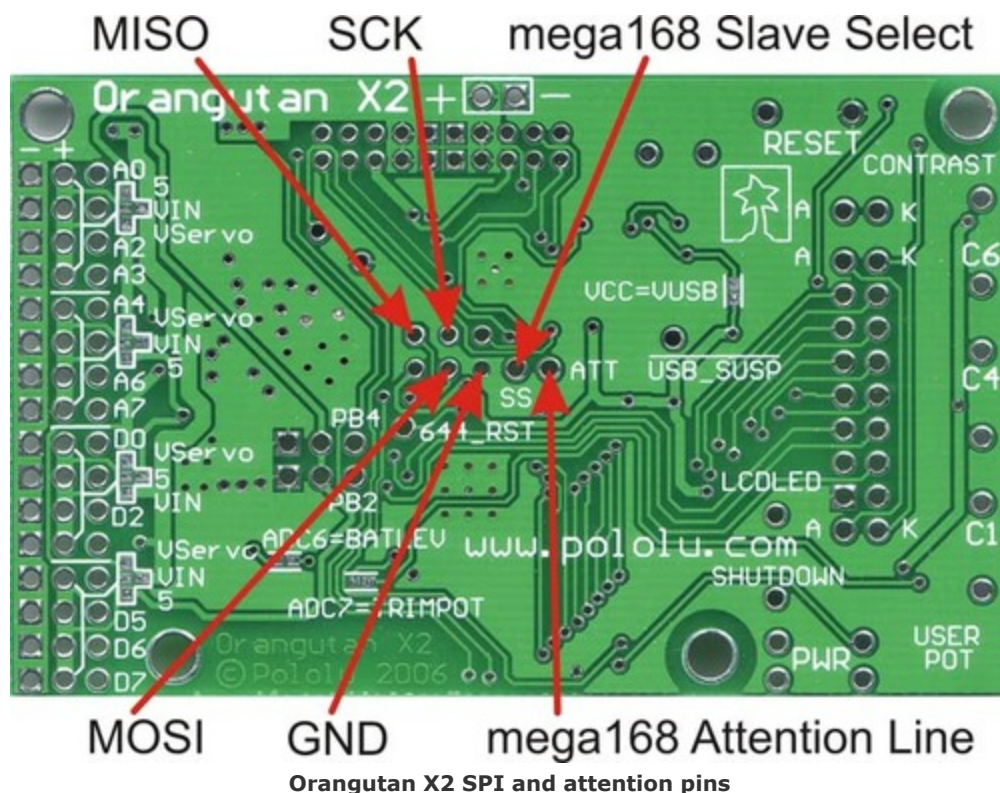 MISO SCK mega168 Slave Select
Orangutan X2 + -
RESET
CONTRAST
- +
A0
5
VIN
VServo
A2
A3
A4
VServo
VIN
5
A6
A7
D0
VServo
5
VIN
D2
VServo
VIN
5
D5
D6
D7
A K
A K
C6
VCC=VUSB
USB_SUSP
C4
ATT
SS
PB4
644_RST
PB2
LCDLED
A K
C1
ADC6=BATLEV
www.pololu.com
SHUTDOWN
ADC7=TRIMPOT
Orangutan X2
© Pololu 2006
PWR
USER
POT
MOSI GND mega168 Attention Line
Orangutan X2 SPI and attention pins